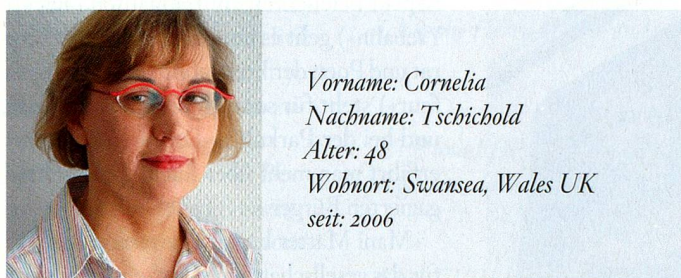 Vorname: Cornelia
Nachname: Tschichold
Alter: 48
Wohnort: Swansea, Wales UK
seit: 2006